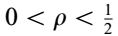 0 < ρ < 1/2